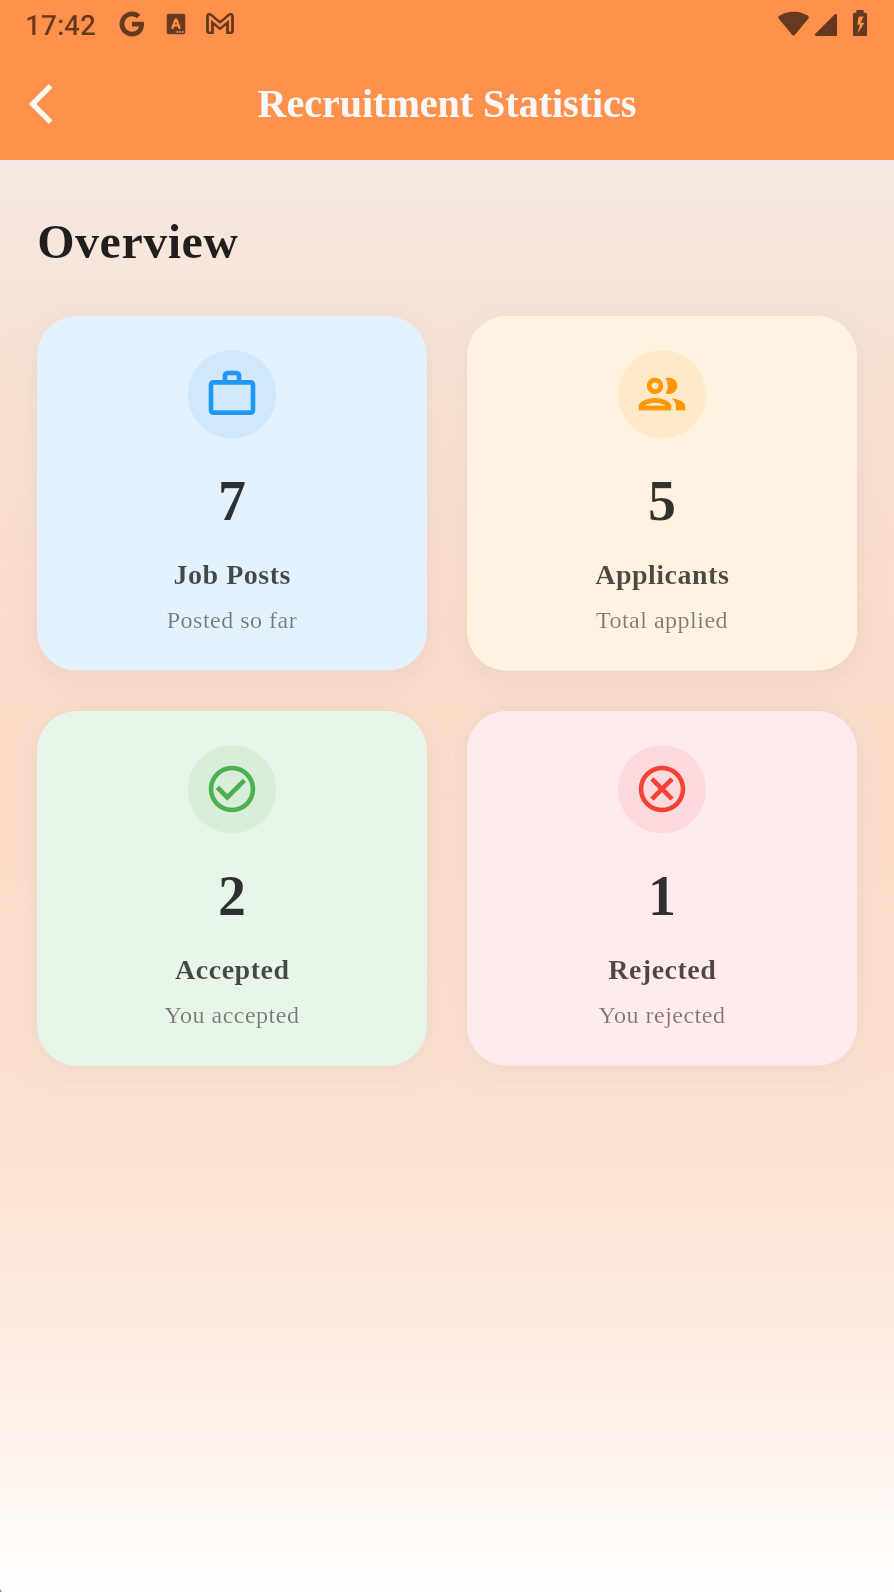 17:42
Recruitment Statistics
Overview
7
Job Posts
Posted so far
5
Applicants
Total applied
2
Accepted
You accepted
1
Rejected
You rejected